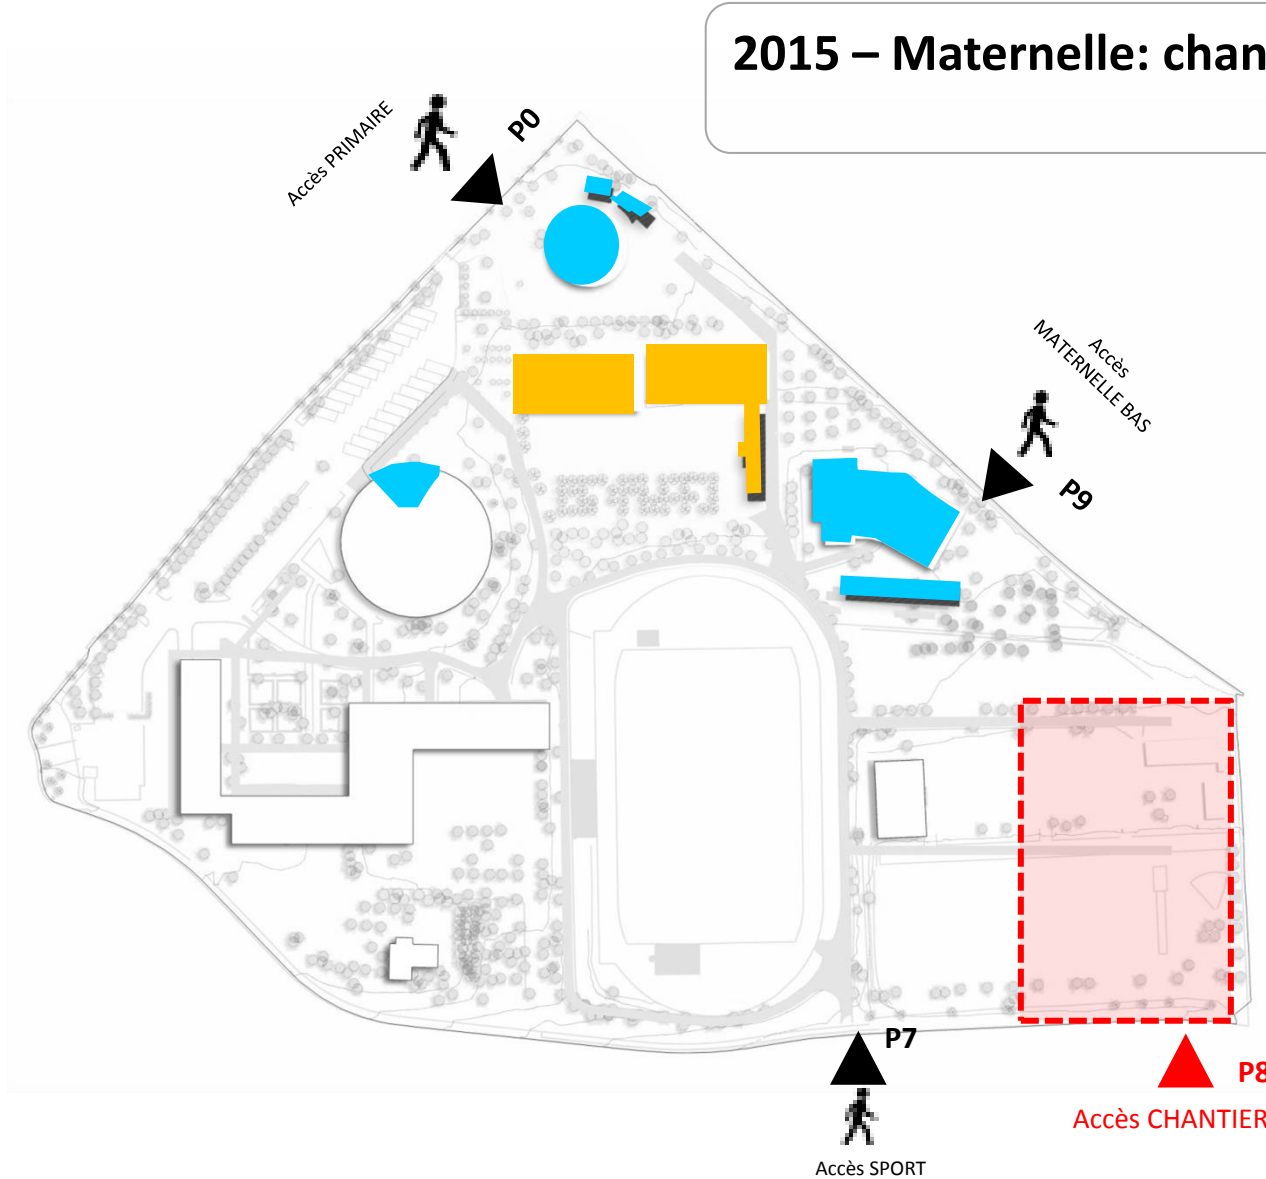 2015 – Maternelle: chan
Accès PRIMAIRE
P0
Accès
MATERNELLE BAS
P9
P7
P8
Accès CHANTIER
Accès SPORT